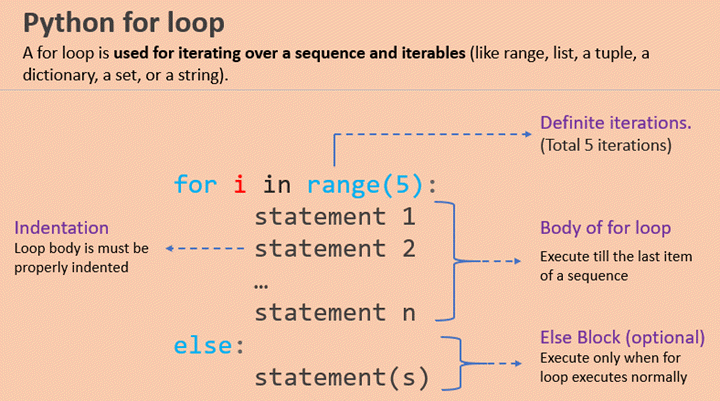 Python for loop
A for loop is used for iterating over a sequence and iterables (like range, list, a tuple, a
dictionary, a set, or a string).
Definite iterations.
(Total 5 iterations)
for i in range(5):
statement 1
statement 2
…
statement n
else:
statement(s)
Indentation
Loop body is must be
properly indented
Body of for loop
Execute till the last item
of a sequence
Else Block (optional)
Execute only when for
loop executes normally